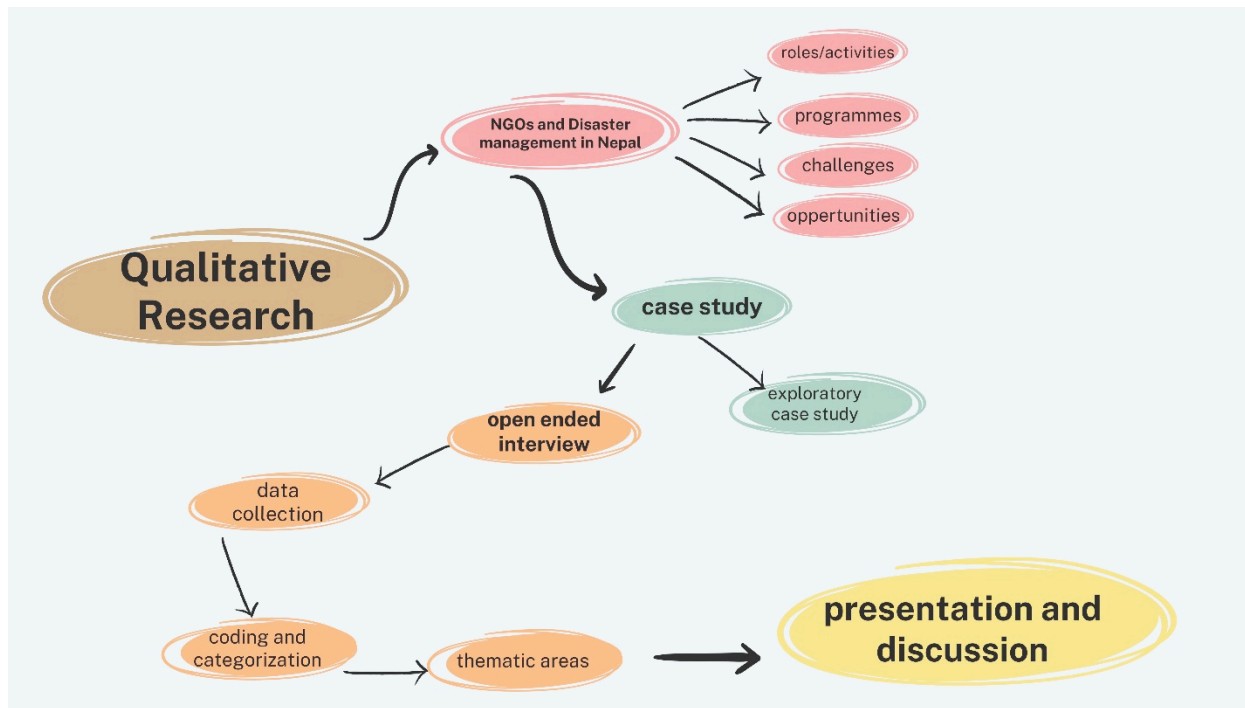 roles/activities
NGOs and Disaster
management in Nepal
programmes
challenges
oppertunities
Qualitative
Research
case study
exploratory
case study
open ended
interview
data
collection
coding and
categorization
thematic areas
presentation and
discussion